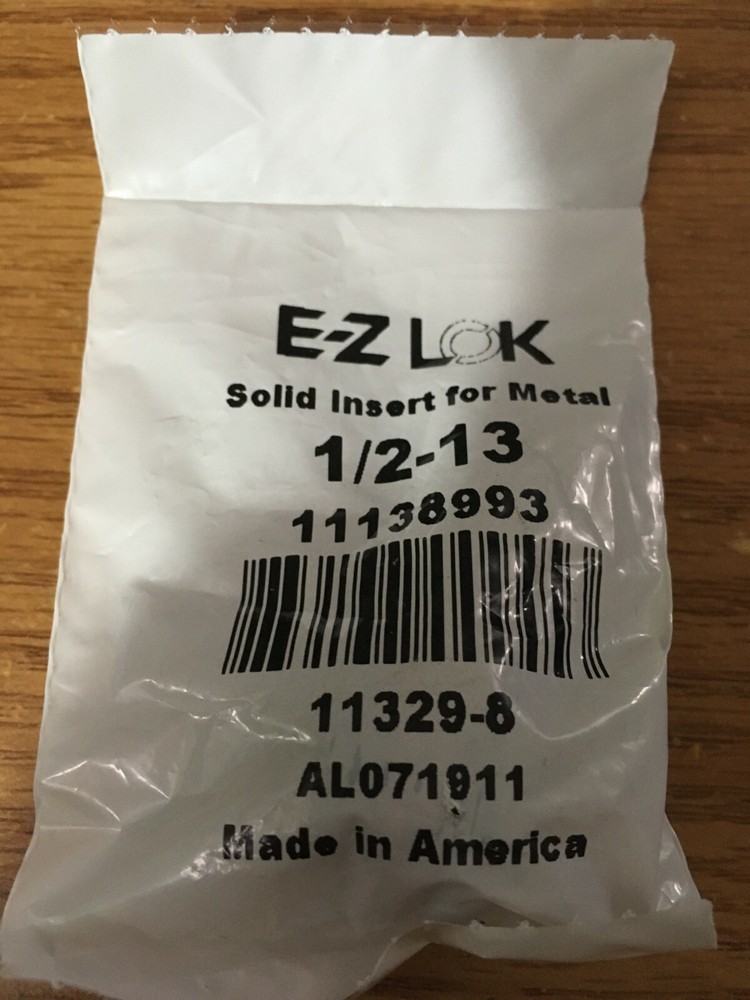 E-Z LOK
Solid Insert for Metal
1/2-13
11138993
11329-8
AL071911
Made in America